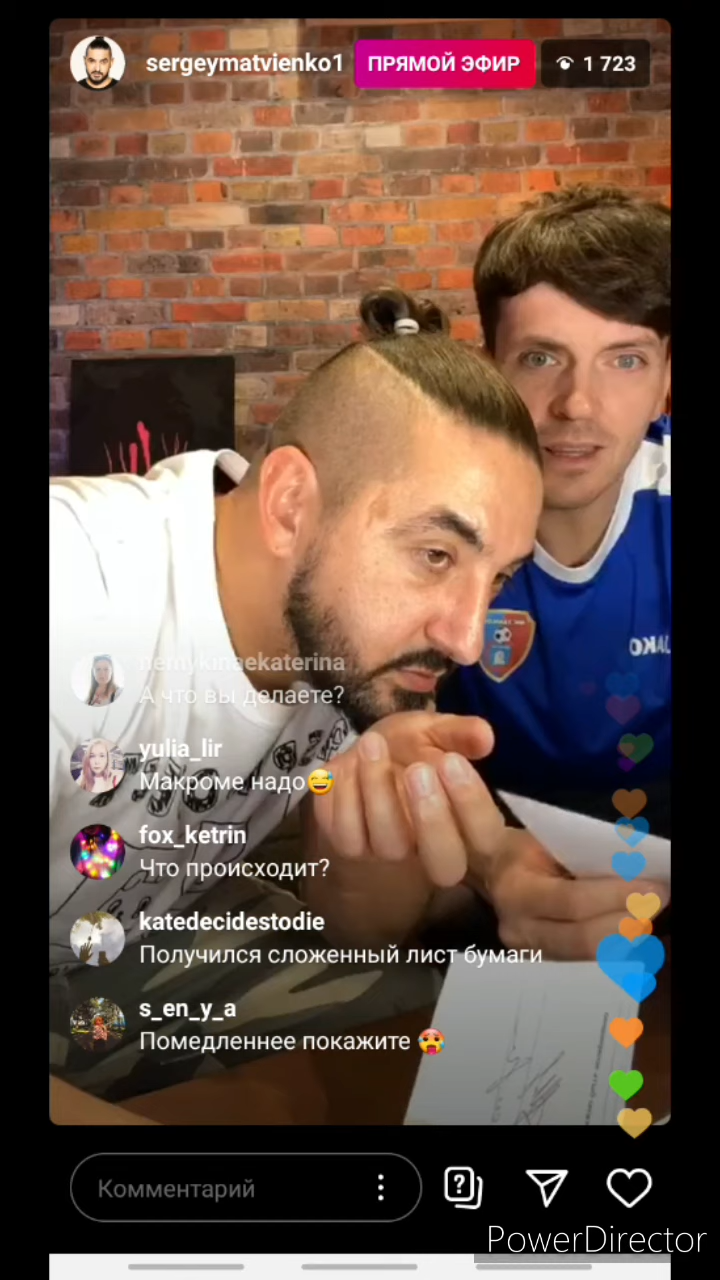 sergeymatvienko1 ПРЯМОЙ ЭФИР 1 723
nemykinaekaterina
А что вы делаете?
yulia_lir
Макроме надо😅
fox_ketrin
Что происходит?
katedecidestodie
Получился сложенный лист бумаги
s_en_y_a
Помедленнее покажите 🥵
Комментарий
PowerDirector